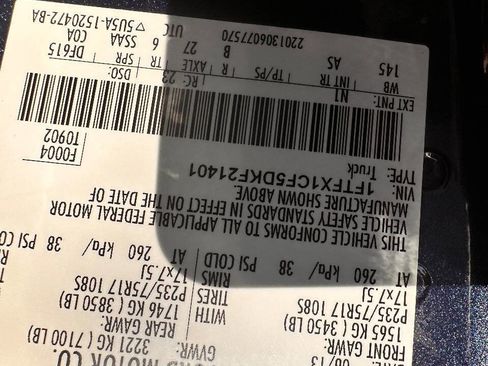 ORD MOTOR CO.
06/13
GVWR:
3221 KG ( 7100 LB)
FRONT GAWR: REAR GAWR:
1565 KG ( 3450 LB) WITH 1746 KG ( 3850 LB)
P235/75R17 108S TIRES P235/75R17 108S
17x7.5J RIMS 17x7.5J
AT 260 kPa/ 38 PSI COLD AT 260 kPa/ 38 PSI CO
THIS VEHICLE CONFORMS TO ALL APPLICABLE FEDERAL MOTOR
VEHICLE SAFETY STANDARDS IN EFFECT ON THE DATE OF
MANUFACTURE SHOWN ABOVE.
VIN: 1FTFX1CF5DKF21401
TYPE: Truck
F0004
T0902
EXT PNT: N1 RC: 23 DSO:
WB INT TR TP/PS R AXLE TR SPR DF615
145 AS B 27 6 SSAA COA
UTC
2201306077570 5U5A-1520472-BA